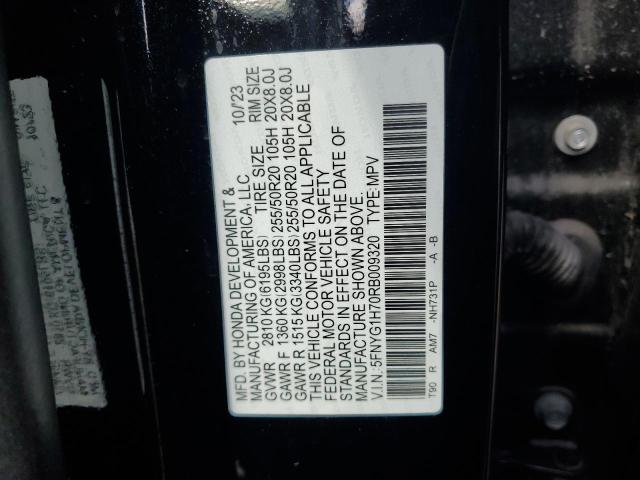 MFD. BY HONDA DEVELOPMENT & 10/'23
MANUFACTURING OF AMERICA, LLC
TIRE SIZE RIM SIZE
GVWR 2810 KG(6195LBS)
GAWR F 1360 KG(2998LBS) 255/50R20 105H 20X8.0J
GAWR R 1515 KG(3340LBS) 255/50R20 105H 20X8.0J
THIS VEHICLE CONFORMS TO ALL APPLICABLE
FEDERAL MOTOR VEHICLE SAFETY
STANDARDS IN EFFECT ON THE DATE OF
MANUFACTURE SHOWN ABOVE.
V.I.N.: 5FNYG1H70RB009320 TYPE: MPV
T90 R AM7 -NH731P -A -B